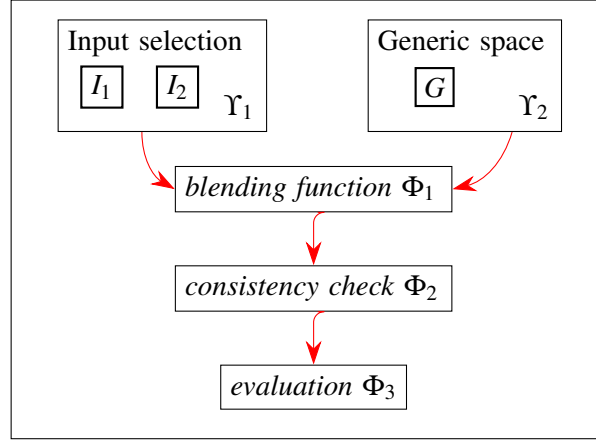 Input selection
I₁ I₂ ϒ₁
Generic space
G ϒ₂
blending function Φ₁
consistency check Φ₂
evaluation Φ₃